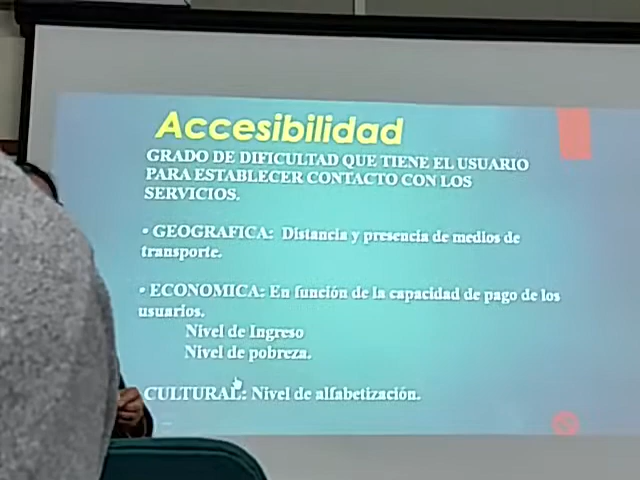 Accesibilidad
GRADO DE DIFICULTAD QUE TIENE EL USUARIO
PARA ESTABLECER CONTACTO CON LOS
SERVICIOS.
• GEOGRAFICA: Distancia y presencia de medios de
transporte.
• ECONOMICA: En función de la capacidad de pago de los
usuarios.
Nivel de Ingreso
Nivel de pobreza.
CULTURAL: Nivel de alfabetización.